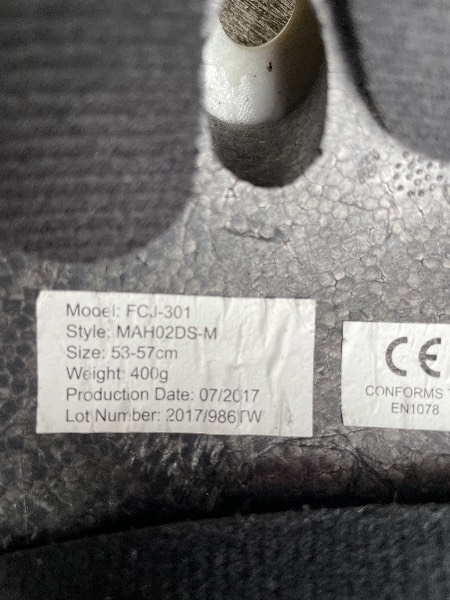 Model: FCJ-301
Style: MAH02DS-M
Size: 53-57cm
Weight: 400g
Production Date: 07/2017
Lot Number: 2017/986TW
CE
CONFORMS
EN1078